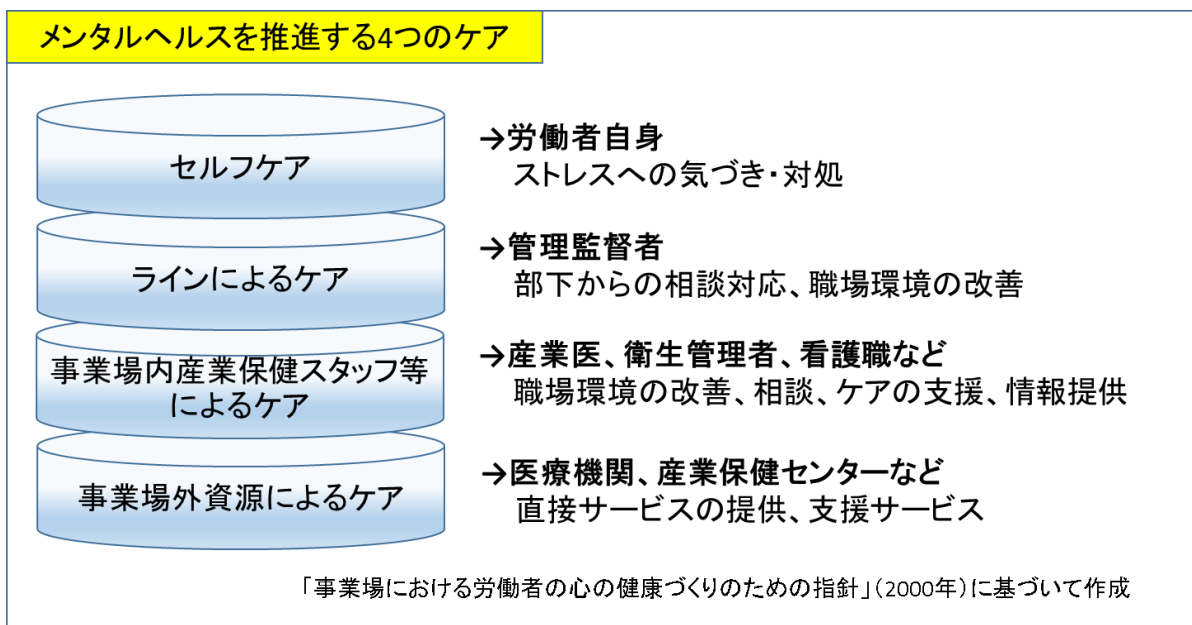 メンタルヘルスを推進する4つのケア
セルフケア
→労働者自身
ストレスへの気づき・対処
ラインによるケア
→管理監督者
部下からの相談対応、職場環境の改善
事業場内産業保健スタッフ等
によるケア
→産業医、衛生管理者、看護職など
職場環境の改善、相談、ケアの支援、情報提供
事業場外資源によるケア
→医療機関、産業保健センターなど
直接サービスの提供、支援サービス
「事業場における労働者の心の健康づくりのための指針」(2000年)に基づいて作成